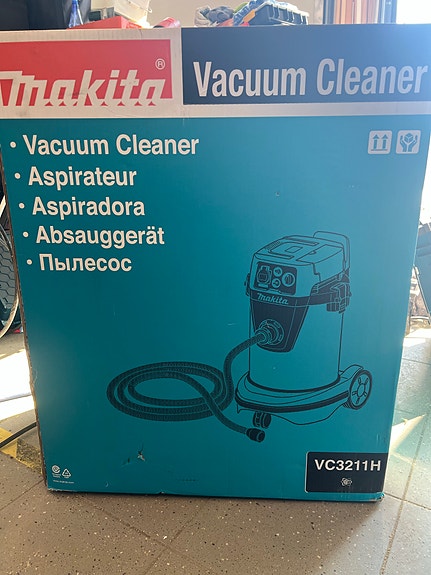 makita®
Vacuum Cleaner
• Vacuum Cleaner
• Aspirateur
• Aspiradora
• Absauggerät
• Пылесос
makita
VC3211H